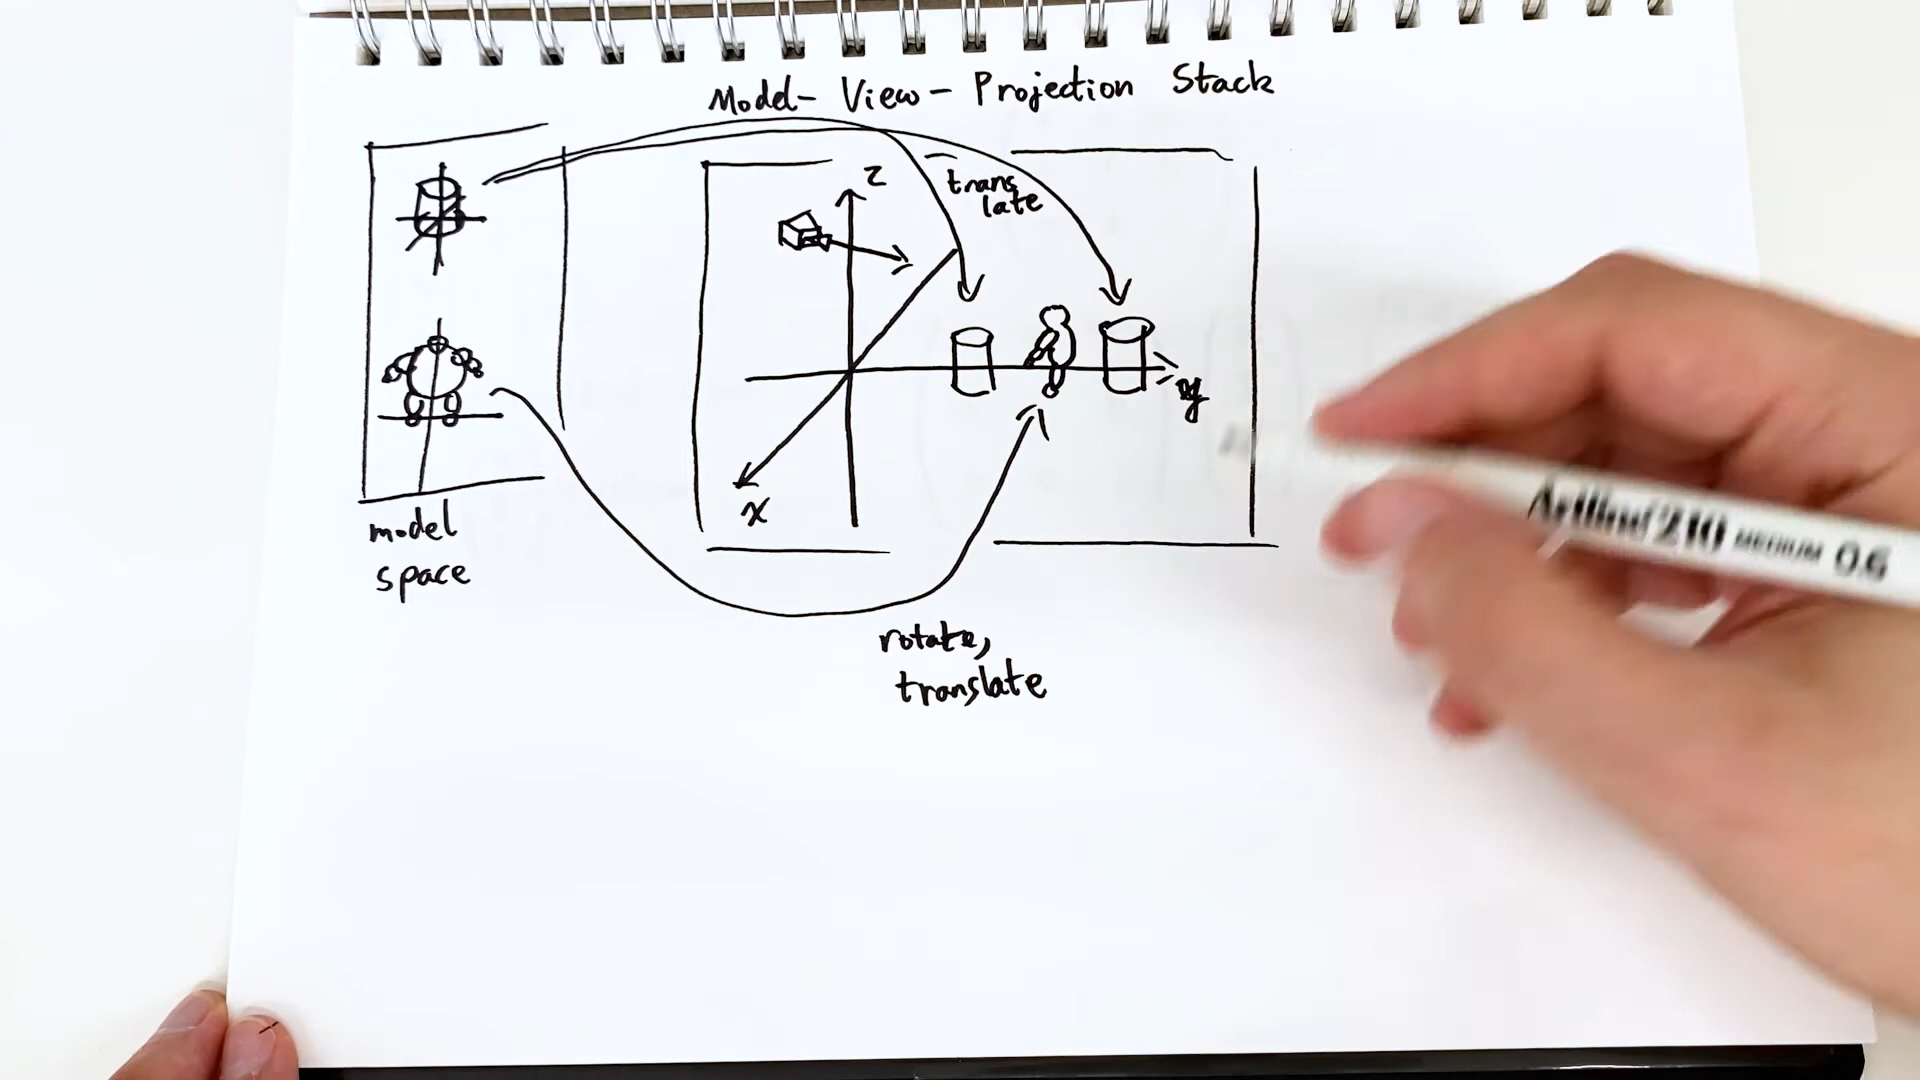 Model- View- Projection Stack
z
trans
late
y
x
model
space
rotate,
translate
Artline 210 MEDIUM 0.6